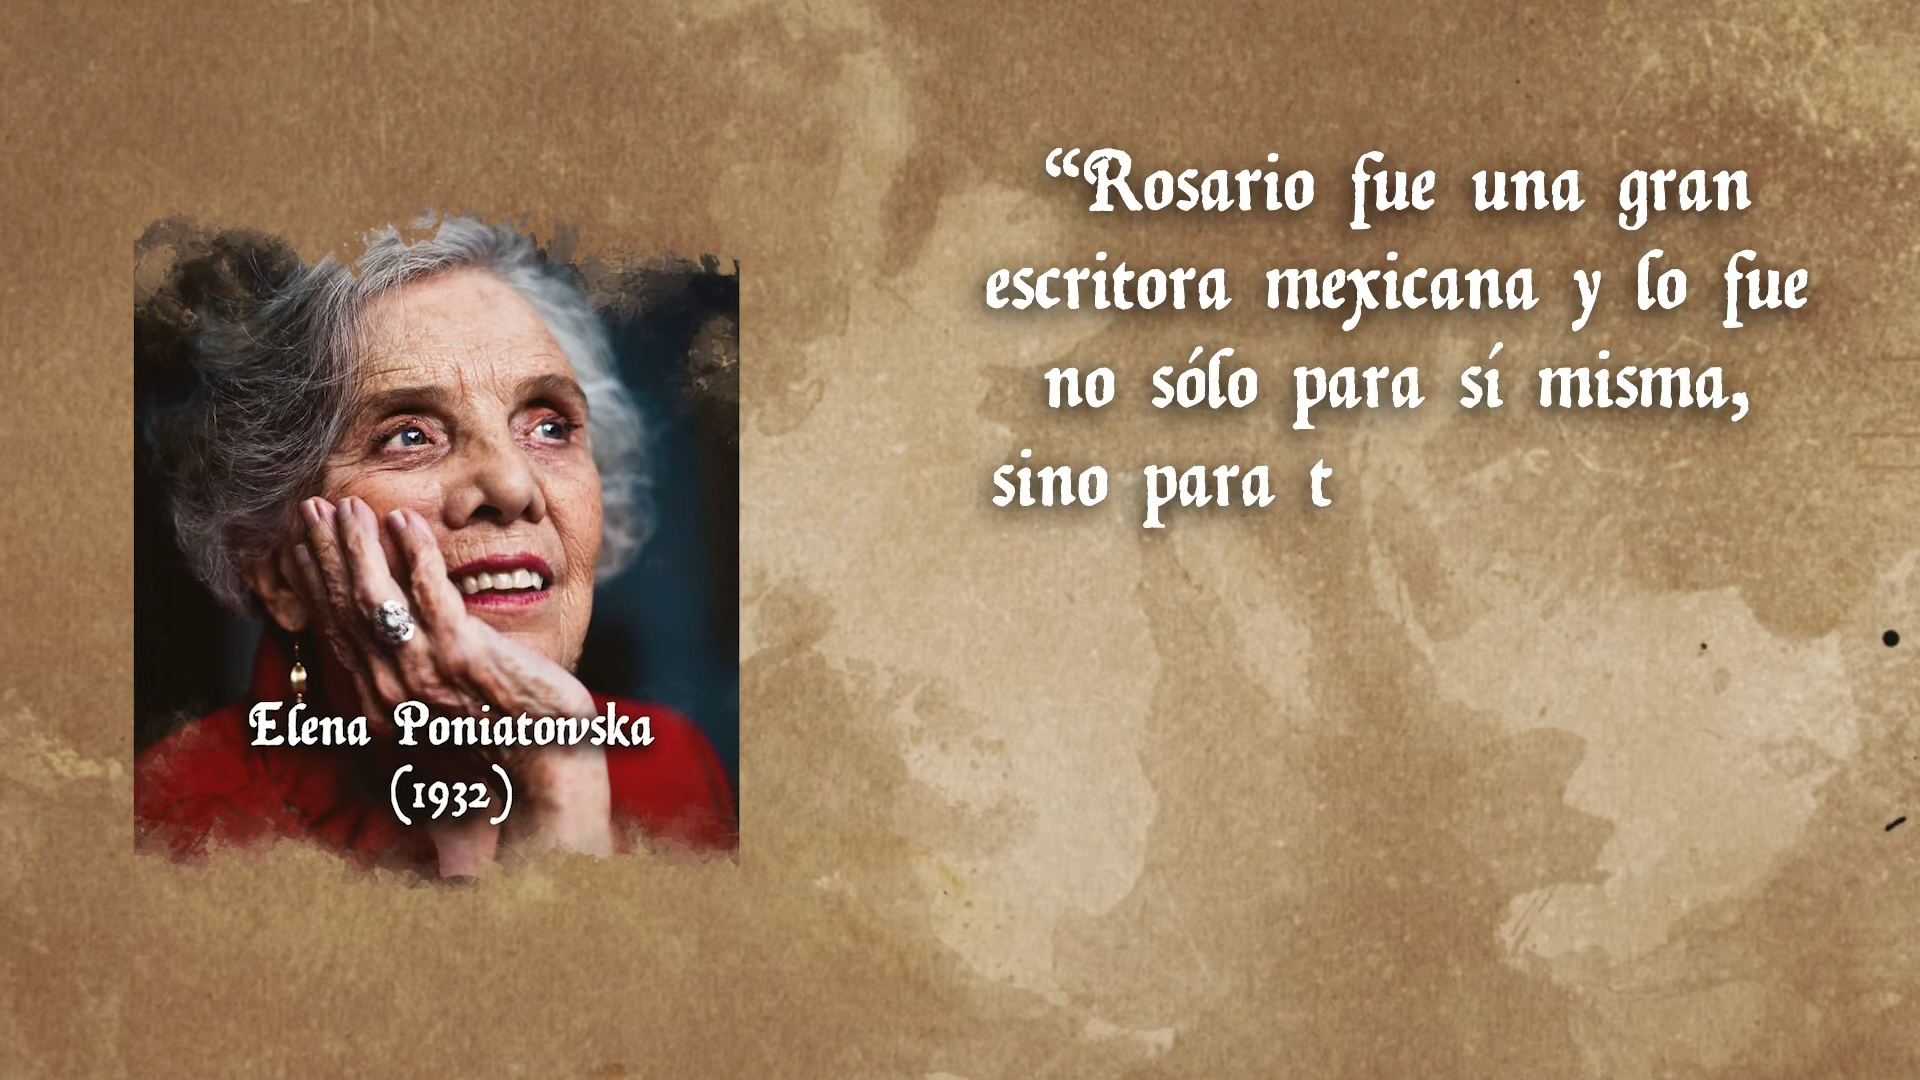 Elena Poniatowska
(1932)
“Rosario fue una gran
escritora mexicana y lo fue
no sólo para sí misma,
sino para t